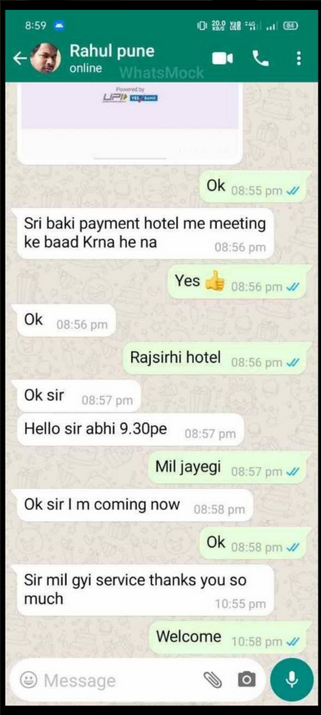 8:59
84
Rahul pune
online
WhatsMock
Powered by
UPI
Ok 08:55 pm
Sri baki payment hotel me meeting
ke baad Krna he na 08:56 pm
Yes 👍 08:56 pm
Ok 08:56 pm
Rajsirhi hotel 08:56 pm
Ok sir 08:57 pm
Hello sir abhi 9.30pe 08:57 pm
Mil jayegi 08:57 pm
Ok sir I m coming now 08:58 pm
Ok 08:58 pm
Sir mil gyi service thanks you so
much 10:55 pm
Welcome 10:58 pm
Message